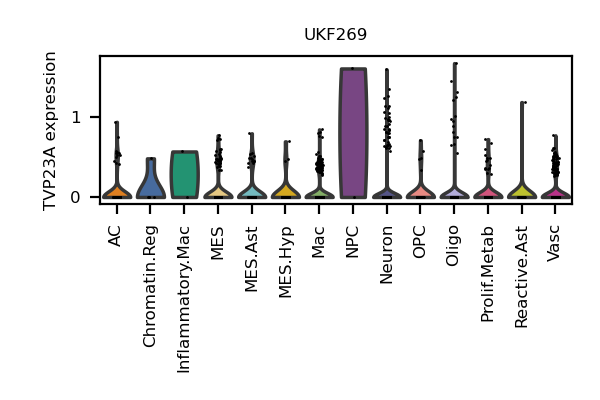 UKF269
TVP23A expression
1
0
AC
Chromatin.Reg
Inflammatory.Mac
MES
MES.Ast
MES.Hyp
Mac
NPC
Neuron
OPC
Oligo
Prolif.Metab
Reactive.Ast
Vasc